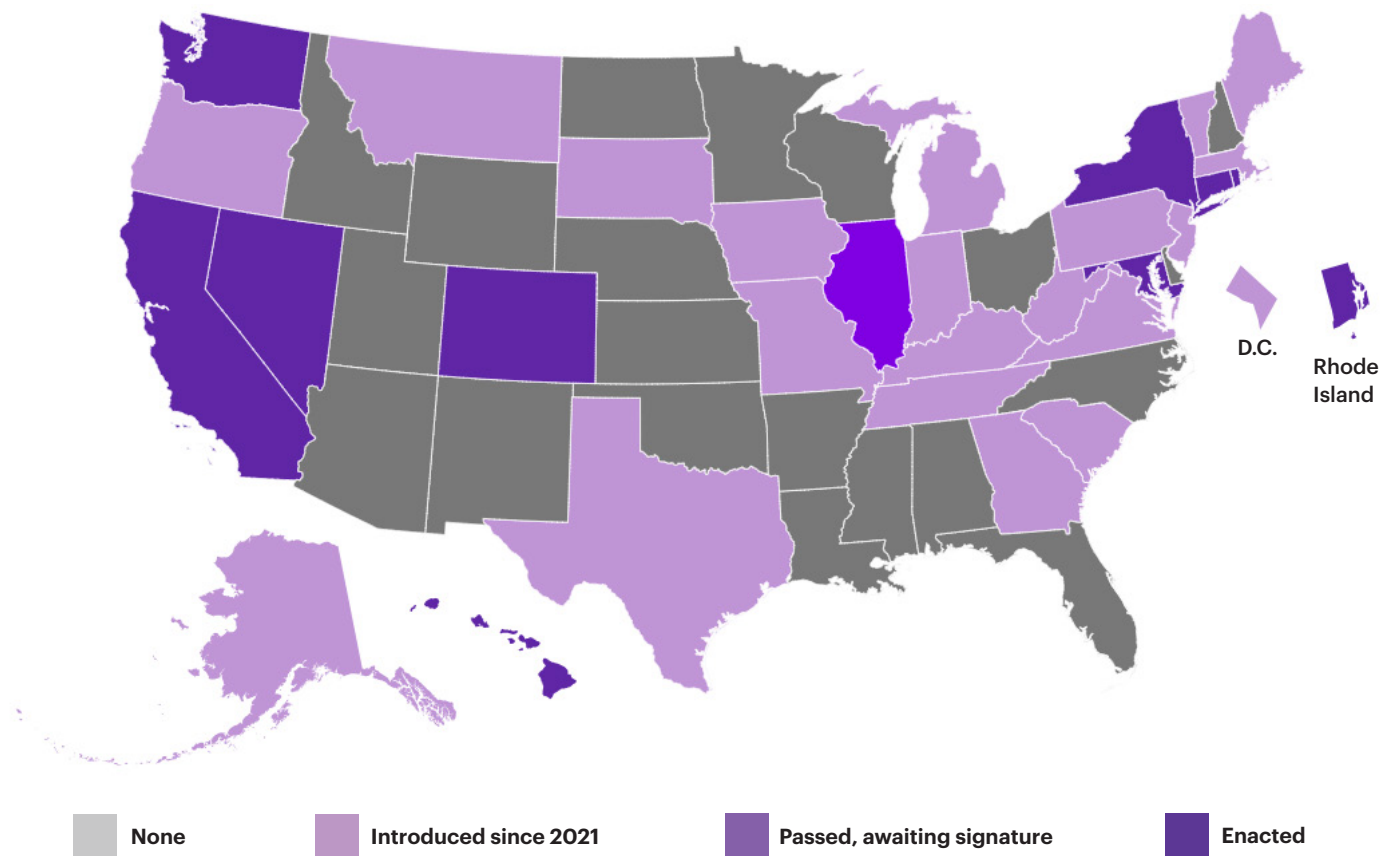 D.C.
Rhode
Island
None
Introduced since 2021
Passed, awaiting signature
Enacted